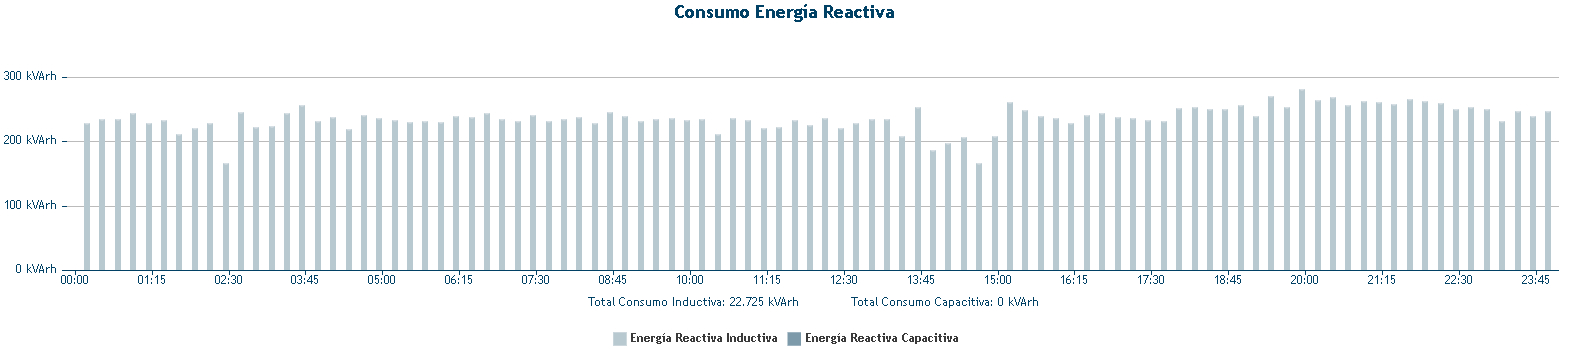 Consumo Energía Reactiva
300 kVArh
200 kVArh
100 kVArh
0 kVArh
00:00 01:15 02:30 03:45 05:00 06:15 07:30 08:45 10:00 11:15 12:30 13:45 15:00 16:15 17:30 18:45 20:00 21:15 22:30 23:45
Total Consumo Inductiva: 22.725 kVArh Total Consumo Capacitiva: 0 kVArh
Energía Reactiva Inductiva Energía Reactiva Capacitiva